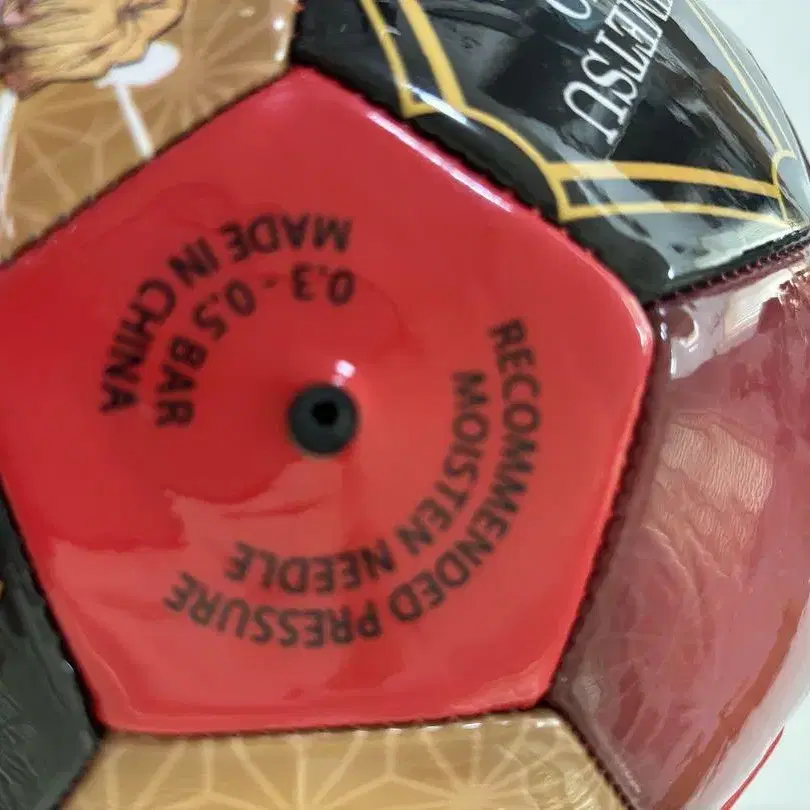 RECOMMENDED PRESSURE
MOISTEN NEEDLE
0,3 - 0,5 BAR
MADE IN CHINA